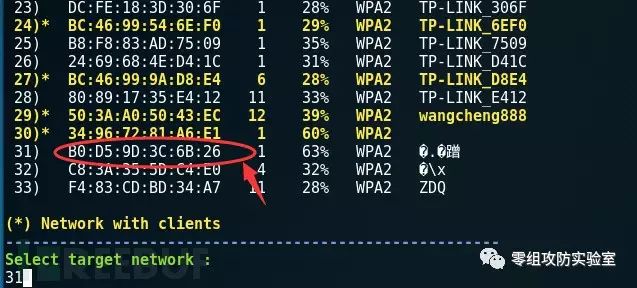 23) DC:FE:18:3D:30:6F 1 28% WPA2 TP-LINK_306F
24)* BC:46:99:54:6E:F0 1 29% WPA2 TP-LINK_6EF0
25) B8:F8:83:AD:75:09 1 35% WPA2 TP-LINK_7509
26) 24:69:68:4E:D4:1C 1 31% WPA2 TP-LINK_D41C
27)* BC:46:99:9A:D8:E4 6 28% WPA2 TP-LINK_D8E4
28) 80:89:17:35:E4:12 11 33% WPA2 TP-LINK_E412
29)* 50:3A:A0:50:43:EC 12 39% WPA2 wangcheng888
30)* 34:96:72:81:A6:E1 1 60% WPA2
31) B0:D5:9D:3C:6B:26 1 63% WPA2 �.�蹭
32) C8:3A:35:5D:C4:E0 4 32% WPA2 �\x
33) F4:83:CD:BD:34:A7 11 28% WPA2 ZDQ
(*) Network with clients
Select target network :
31
REEBUF
零组攻防实验室